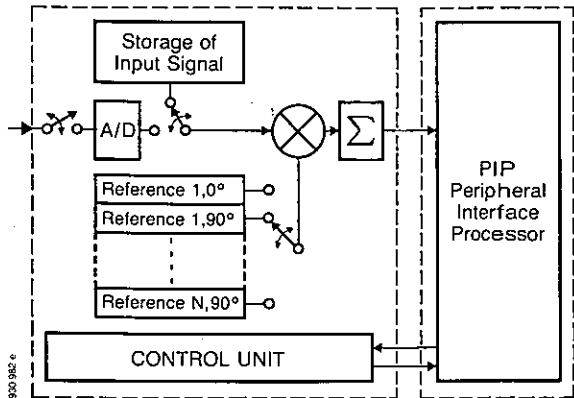 Storage of
Input Signal
A/D
Σ
PIP
Peripheral
Interface
Processor
Reference 1,0°
Reference 1,90°
Reference N,90°
CONTROL UNIT
930 982 e